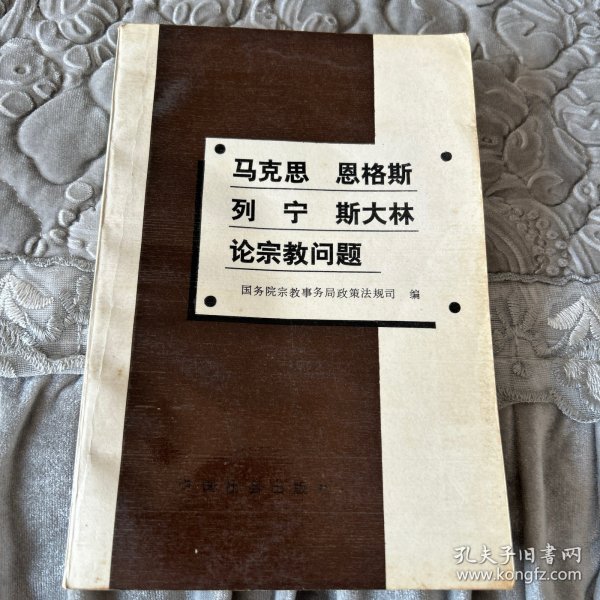 马克思 恩格斯
列宁 斯大林
论宗教问题
国务院宗教事务局政策法规司 编
孔夫子旧书网
www.kongfz.com